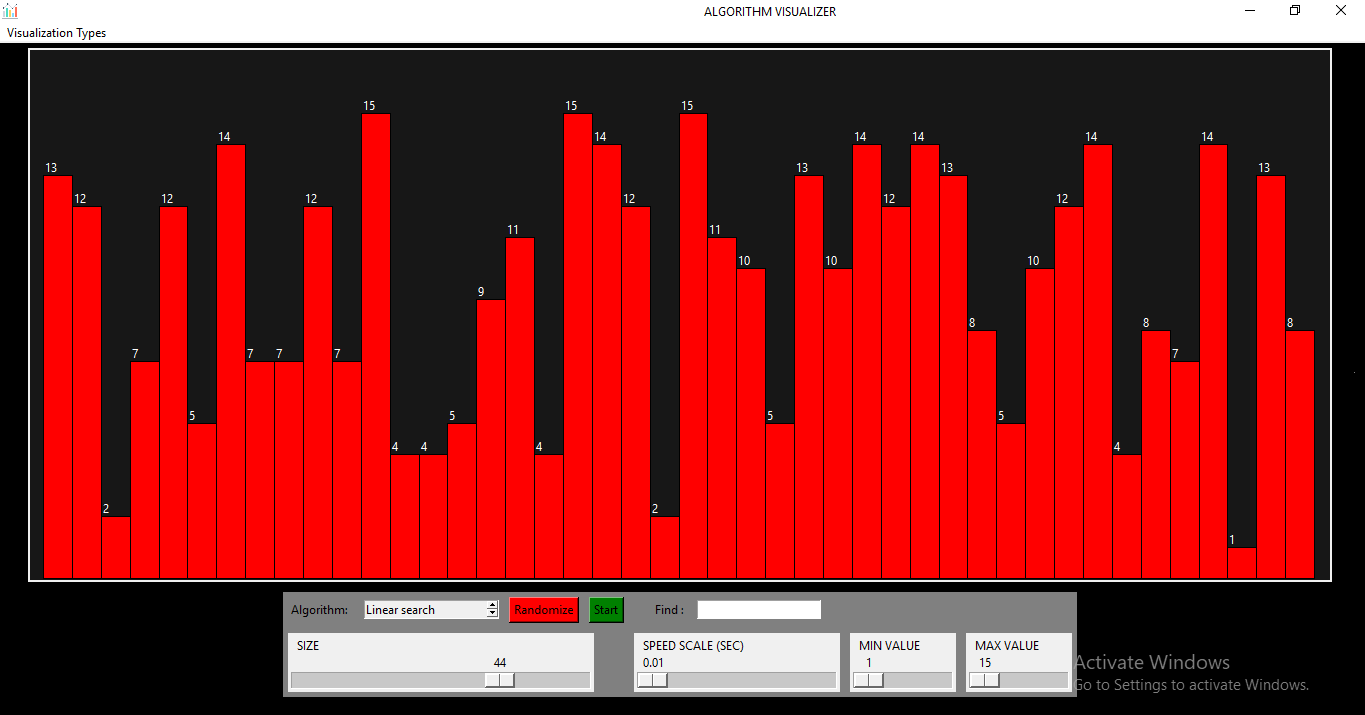 ALGORITHM VISUALIZER
Visualization Types
15 15 15
14 14 14 14 14 14
13 13 13 13
12 12 12 12 12 12
11 11
10 10 10
9
8 8 8
7 7 7 7 7
5 5 5 5
4 4 4 4
2 2
1
Algorithm: Linear search Randomize Start Find :
SIZE SPEED SCALE (SEC) MIN VALUE MAX VALUE
44 0.01 1 15
Activate Windows
Go to Settings to activate Windows.